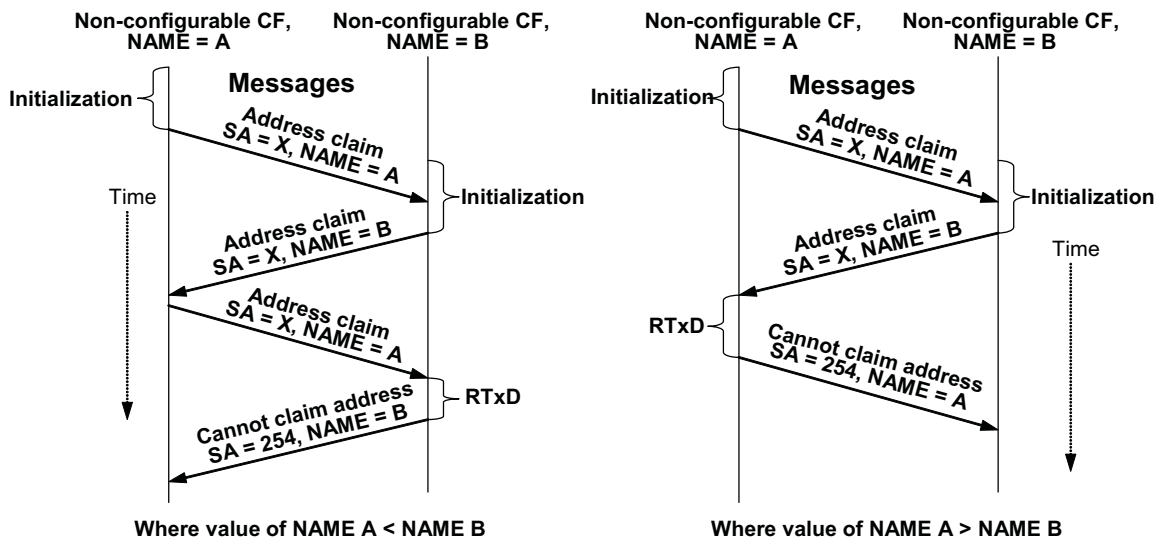 Non-configurable CF,
NAME = A
Non-configurable CF,
NAME = B
Messages
Initialization
Address claim
SA = X, NAME = A
Initialization
Time
Address claim
SA = X, NAME = B
Address claim
SA = X, NAME = A
RTxD
Cannot claim address
SA = 254, NAME = B
Where value of NAME A < NAME B
Non-configurable CF,
NAME = A
Non-configurable CF,
NAME = B
Messages
Initialization
Address claim
SA = X, NAME = A
Initialization
Address claim
SA = X, NAME = B
Time
RTxD
Cannot claim address
SA = 254, NAME = A
Where value of NAME A > NAME B